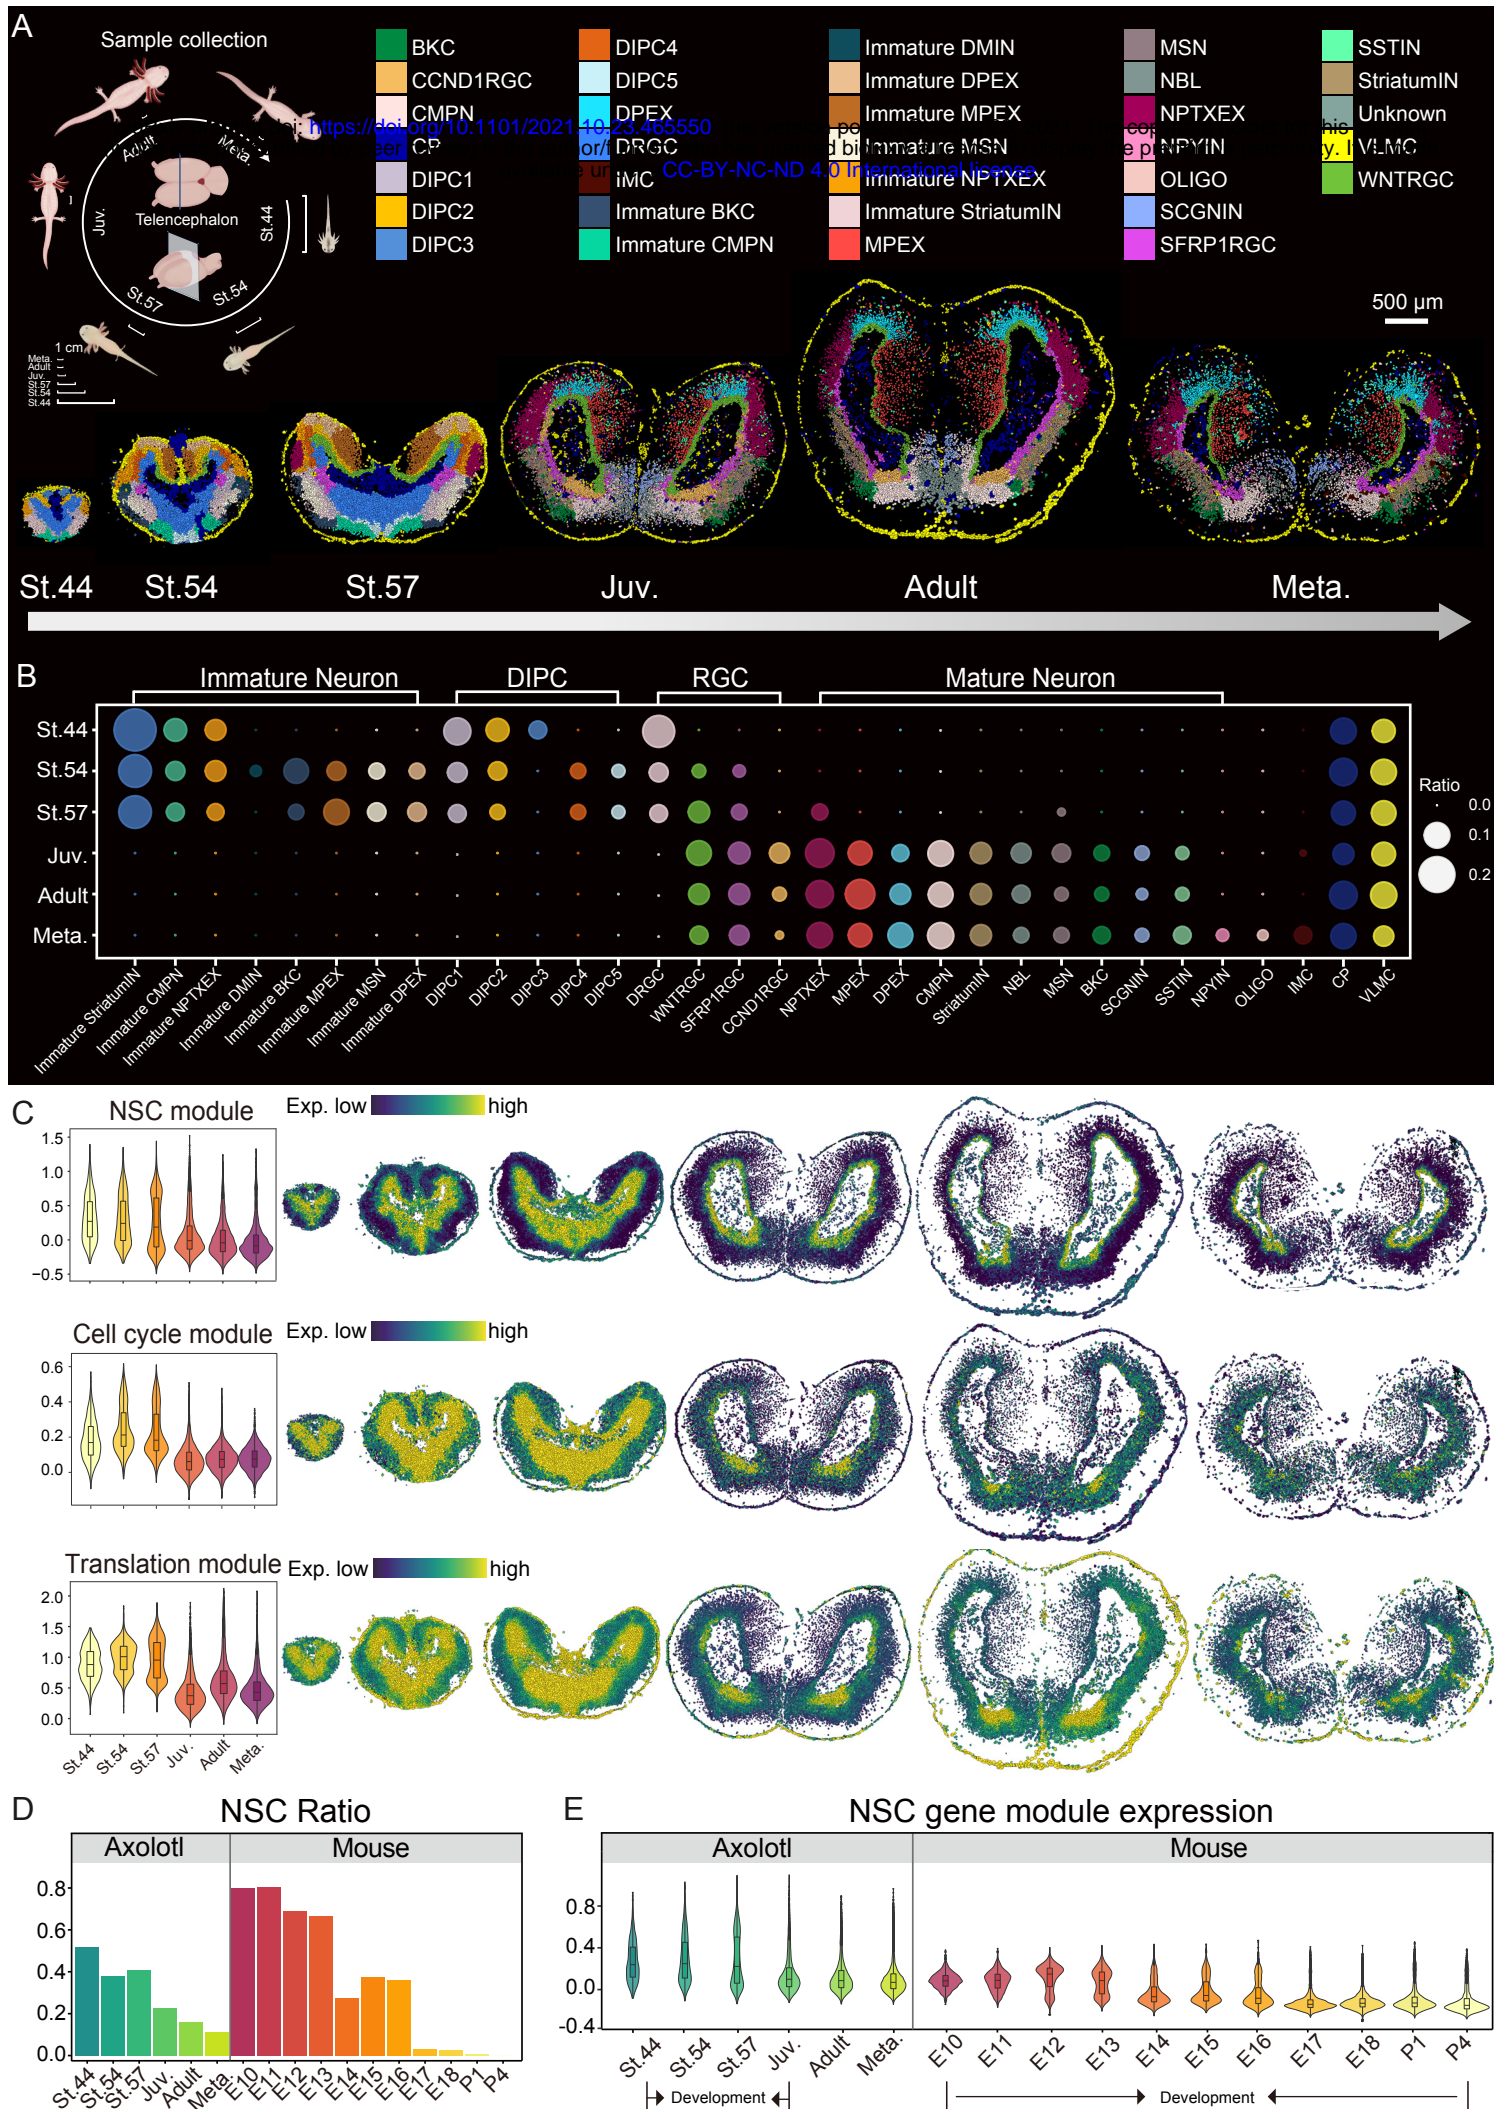 A
Sample collection
Adult
Meta.
Juv.
Telencephalon
St.44
St.57
St.54
1 cm
Meta.
Adult
Juv.
St.57
St.54
St.44
BKC
CCND1RGC
CMPN
CP
DIPC1
DIPC2
DIPC3
DIPC4
DIPC5
DPEX
DRGC
IMC
Immature BKC
Immature CMPN
Immature DMIN
Immature DPEX
Immature MPEX
Immature MSN
Immature NPTXEX
Immature StriatumIN
MPEX
MSN
NBL
NPTXEX
NPYIN
OLIGO
SCGNIN
SFRP1RGC
SSTIN
StriatumIN
Unknown
VLMC
WNTRGC
https://doi.org/10.1101/2021.10.23.465550
CC-BY-NC-ND 4.0 International license
500 μm
St.44 St.54 St.57 Juv. Adult Meta.
B
Immature Neuron DIPC RGC Mature Neuron
St.44
St.54
St.57
Juv.
Adult
Meta.
Ratio
0.0
0.1
0.2
Immature StriatumIN
Immature CMPN
Immature NPTXEX
Immature DMIN
Immature BKC
Immature MPEX
Immature MSN
Immature DPEX
DIPC1
DIPC2
DIPC3
DIPC4
DIPC5
DRGC
WNTRGC
SFRP1RGC
CCND1RGC
NPTXEX
MPEX
DPEX
CMPN
StriatumIN
NBL
MSN
BKC
SCGNIN
SSTIN
NPYIN
OLIGO
IMC
CP
VLMC
C
NSC module
Exp. low high
1.5
1.0
0.5
0.0
−0.5
Cell cycle module
Exp. low high
0.6
0.4
0.2
0.0
Translation module
Exp. low high
2.0
1.5
1.0
0.5
0.0
St.44 St.54 St.57 Juv. Adult Meta.
D
NSC Ratio
Axolotl Mouse
0.8
0.6
0.4
0.2
0.0
St.44 St.54 St.57 Juv. Adult Meta. E10 E11 E12 E13 E14 E15 E16 E17 E18 P1 P4
E
NSC gene module expression
Axolotl Mouse
0.8
0.4
0.0
-0.4
St.44 St.54 St.57 Juv. Adult Meta. E10 E11 E12 E13 E14 E15 E16 E17 E18 P1 P4
Development Development